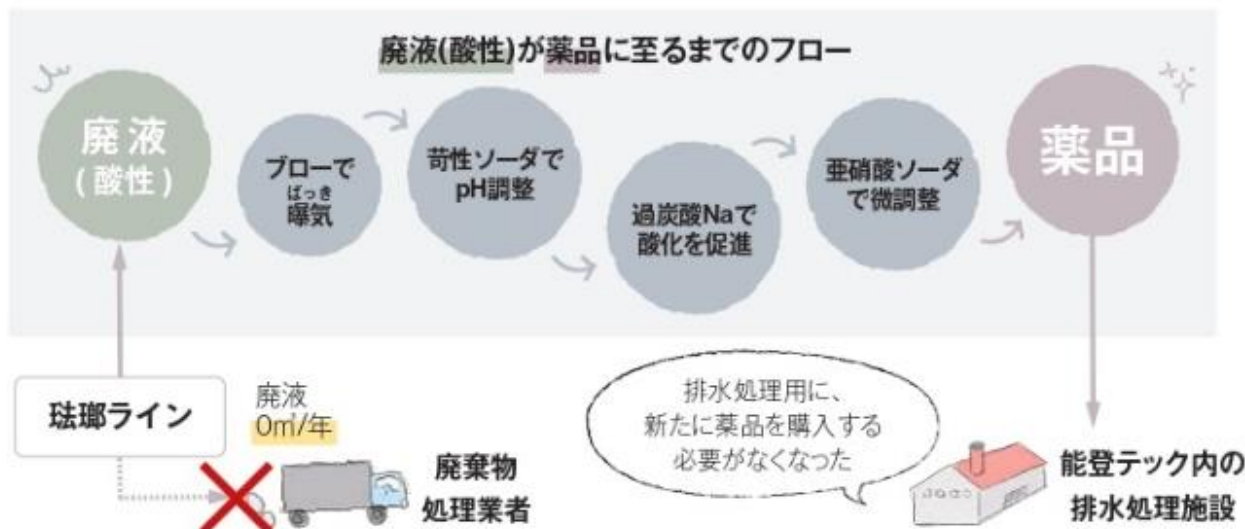 廃液(酸性)が薬品に至るまでのフロー
廃液
(酸性)
ブローで
ばっき
曝気
苛性ソーダで
pH調整
過炭酸Naで
酸化を促進
亜硝酸ソーダ
で微調整
薬品
琺瑯ライン
廃液
0㎥/年
廃棄物
処理業者
排水処理用に、
新たに薬品を購入する
必要がなくなった
能登テック内の
排水処理施設